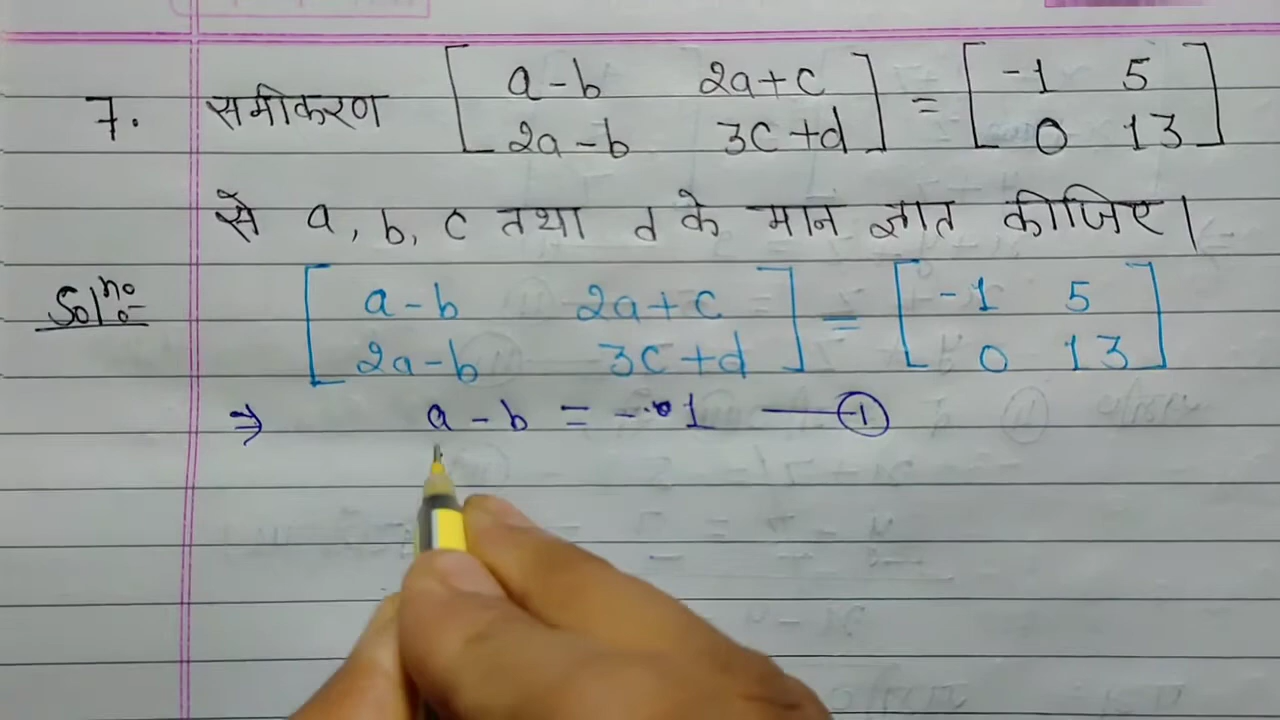 7. समीकरण [ a-b 2a+c ] = [ -1 5 ]
[ 2a-b 3c+d ] [ 0 13 ]
से a, b, c तथा d के मान ज्ञात कीजिए।
Solⁿ [ a-b 2a+c ] = [ -1 5 ]
[ 2a-b 3c+d ] [ 0 13 ]
⇒ a - b = -1 —— ①